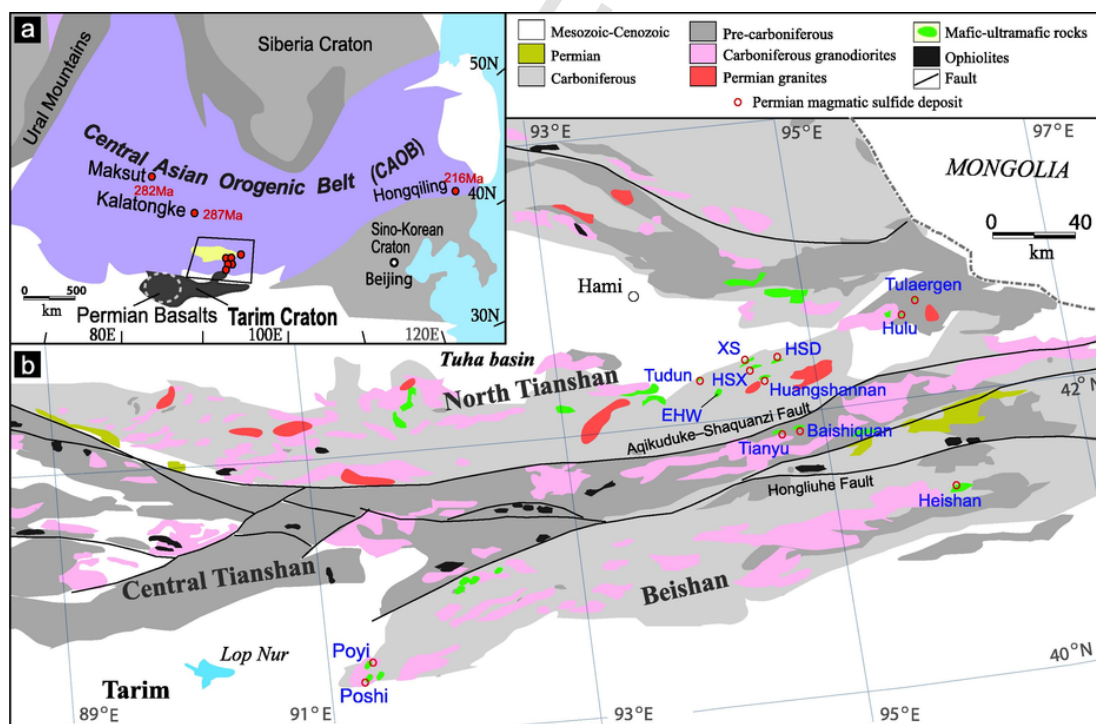 a
Ural Mountains
Siberia Craton
50N
Central Asian Orogenic Belt (CAOB)
Maksut
282Ma
Kalatongke
287Ma
216Ma
Hongqiling
40N
Sino-Korean
Craton
Beijing
0 500
km
Permian Basalts
Tarim Craton
30N
80E
100E
120E
Mesozoic-Cenozoic
Permian
Carboniferous
Pre-carboniferous
Carboniferous granodiorites
Permian granites
Mafic-ultramafic rocks
Ophiolites
Fault
Permian magmatic sulfide deposit
b
93°E
95°E
97°E
MONGOLIA
0 40
km
Hami
Tulaergen
Hulu
Tuha basin
North Tianshan
XS
HSD
Tudun
HSX
Huangshannan
EHW
42°N
Aqikuduke–Shaquanzi Fault
Baishiquan
Tianyu
Hongliuhe Fault
Heishan
Central Tianshan
Beishan
Poyi
Poshi
Lop Nur
Tarim
40°N
89°E
91°E
93°E
95°E